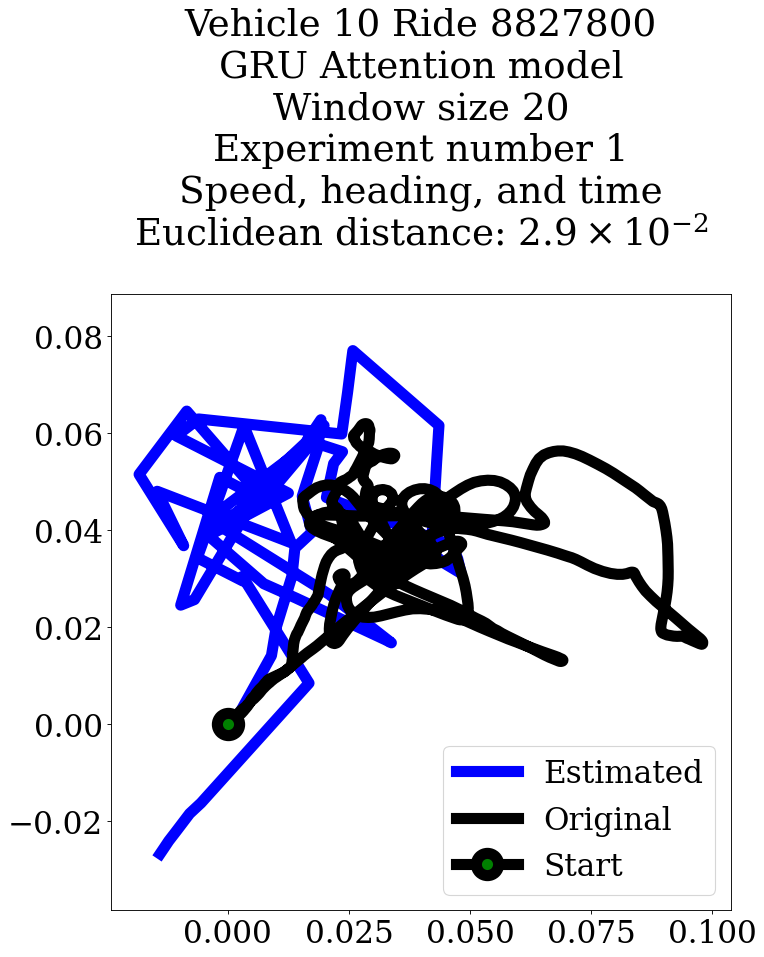 Vehicle 10 Ride 8827800
GRU Attention model
Window size 20
Experiment number 1
Speed, heading, and time
Euclidean distance: 2.9 × 10⁻²
0.08
0.06
0.04
0.02
0.00
−0.02
Estimated
Original
Start
0.000 0.025 0.050 0.075 0.100